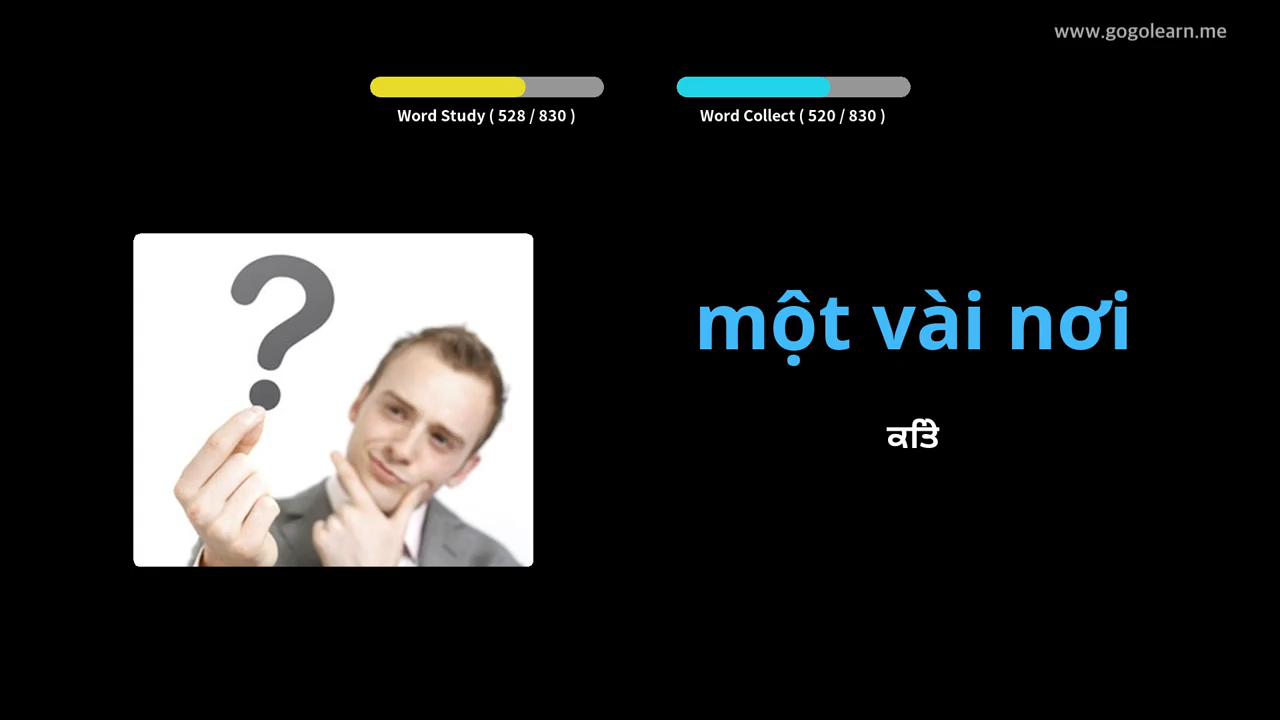 www.gogolearn.me
Word Study ( 528 / 830 )
Word Collect ( 520 / 830 )
một vài nơi
ਕਤਿੇ